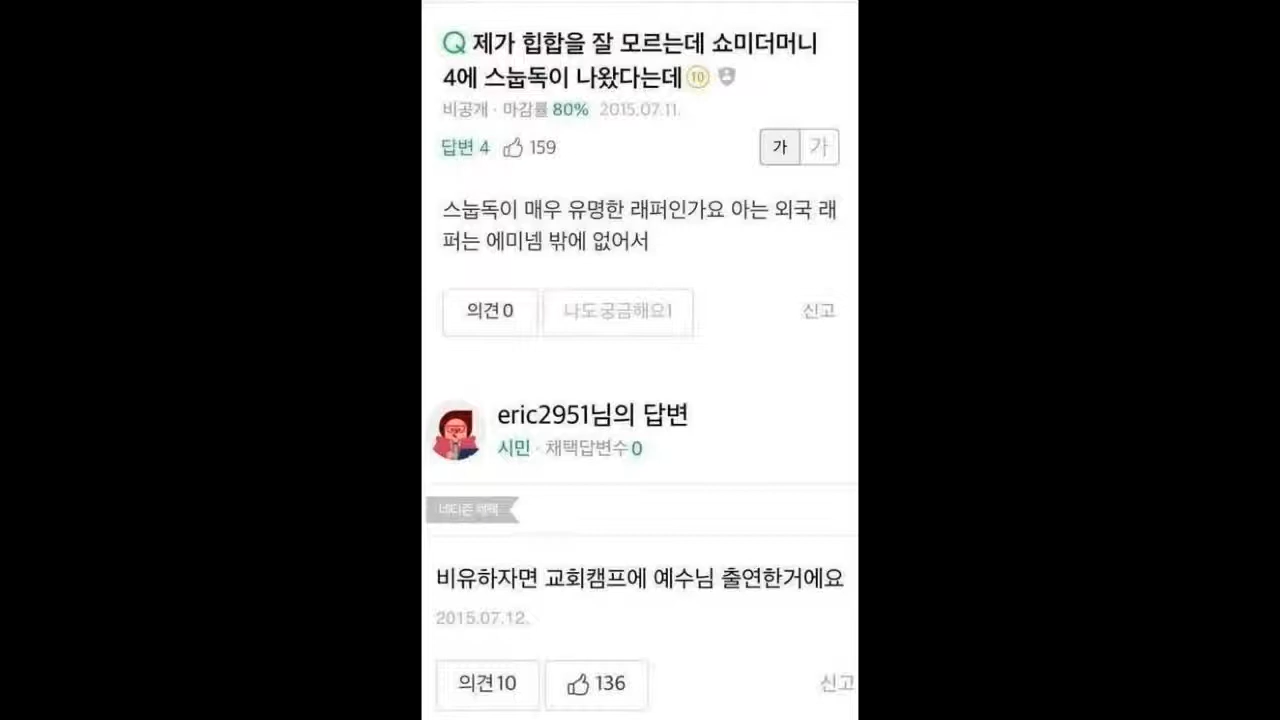 Q 제가 힙합을 잘 모르는데 쇼미더머니
4에 스눕독이 나왔다는데 10
비공개 · 마감률 80% 2015.07.11.
답변 4 159
가 가
스눕독이 매우 유명한 래퍼인가요 아는 외국 래
퍼는 에미넴 밖에 없어서
의견 0 나도 궁금해요 1 신고
eric2951님의 답변
시민 · 채택답변수 0
네티즌 채택
비유하자면 교회캠프에 예수님 출연한거에요
2015.07.12.
의견 10 136 신고